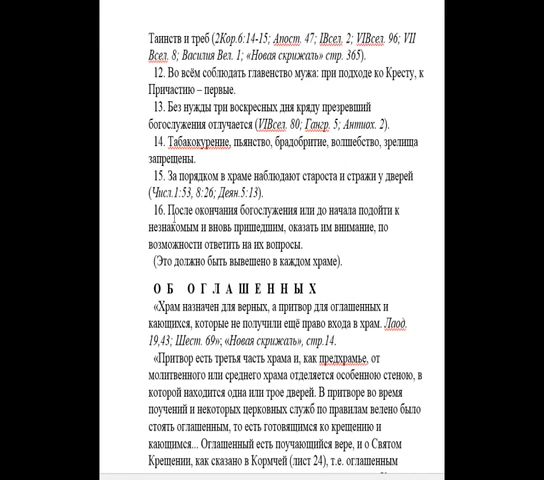 Таинств и треб (2Кор.6:14-15; Апост. 47; IВсел. 2; VIВсел. 96; VII
Всел. 8; Василия Вел. 1; «Новая скрижаль» стр. 365).
12. Во всём соблюдать главенство мужа: при подходе ко Кресту, к
Причастию – первые.
13. Без нужды три воскресных дня кряду презревший
богослужения отлучается (VIВсел. 80; Гангр. 5; Антиох. 2).
14. Табакокурение, пьянство, брадобритие, волшебство, зрелища
запрещены.
15. За порядком в храме наблюдают староста и стражи у дверей
(Числ.1:53, 8:26; Деян.5:13).
16. После окончания богослужения или до начала подойти к
незнакомым и вновь пришедшим, оказать им внимание, по
возможности ответить на их вопросы.
(Это должно быть вывешено в каждом храме).
ОБ ОГЛАШЕННЫХ
«Храм назначен для верных, а притвор для оглашенных и
кающихся, которые не получили ещё право входа в храм. Лаод.
19,43; Шест. 69»; «Новая скрижаль», стр.14.
«Притвор есть третья часть храма и, как предхрамье, от
молитвенного или среднего храма отделяется особенною стеною, в
которой находится одна или трое дверей. В притворе во время
поучений и некоторых церковных служб по правилам велено было
стоять оглашенным, то есть готовящимся ко крещению и
кающимся... Оглашенный есть поучающийся вере, и о Святом
Крещении, как сказано в Кормчей (лист 24), т.е. оглашенным